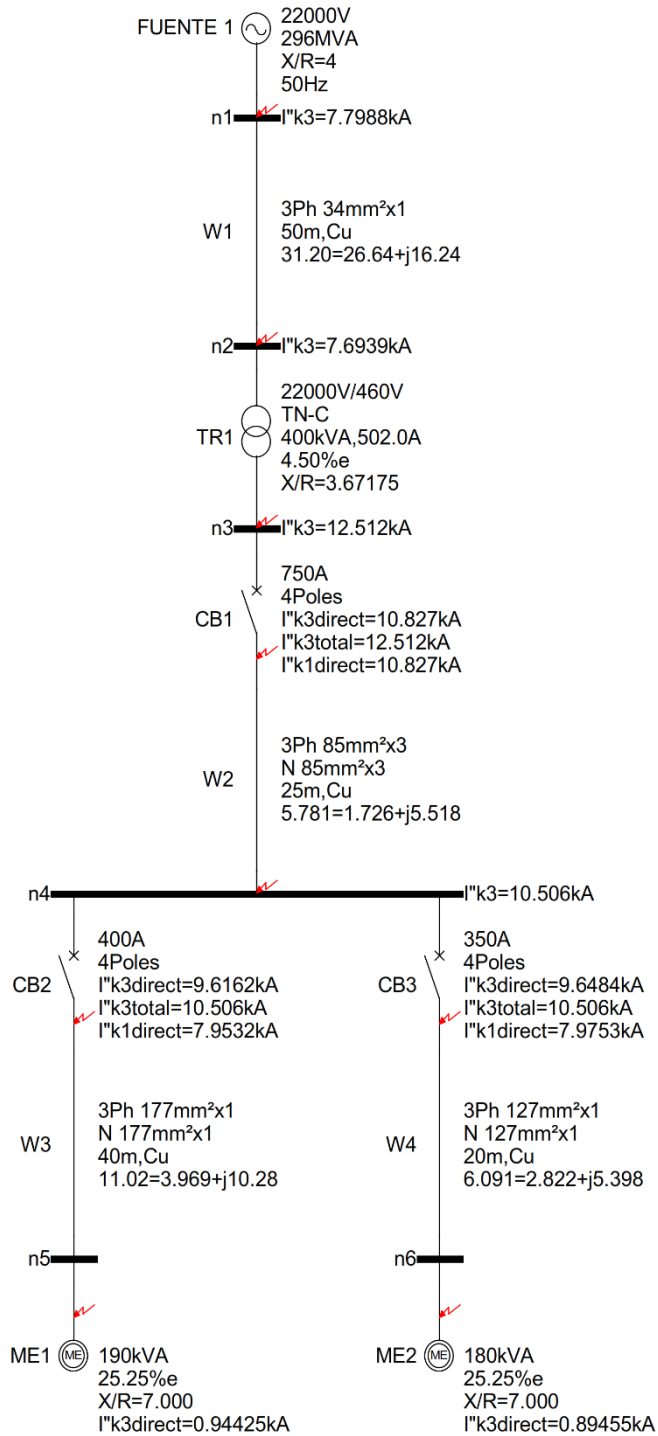 FUENTE 1
22000V
296MVA
X/R=4
50Hz
n1
I"k3=7.7988kA
W1
3Ph 34mm²x1
50m,Cu
31.20=26.64+j16.24
n2
I"k3=7.6939kA
TR1
22000V/460V
TN-C
400kVA,502.0A
4.50%e
X/R=3.67175
n3
I"k3=12.512kA
CB1
750A
4Poles
I"k3direct=10.827kA
I"k3total=12.512kA
I"k1direct=10.827kA
W2
3Ph 85mm²x3
N 85mm²x3
25m,Cu
5.781=1.726+j5.518
n4
I"k3=10.506kA
CB2
400A
4Poles
I"k3direct=9.6162kA
I"k3total=10.506kA
I"k1direct=7.9532kA
CB3
350A
4Poles
I"k3direct=9.6484kA
I"k3total=10.506kA
I"k1direct=7.9753kA
W3
3Ph 177mm²x1
N 177mm²x1
40m,Cu
11.02=3.969+j10.28
W4
3Ph 127mm²x1
N 127mm²x1
20m,Cu
6.091=2.822+j5.398
n5
n6
ME1
ME
190kVA
25.25%e
X/R=7.000
I"k3direct=0.94425kA
ME2
ME
180kVA
25.25%e
X/R=7.000
I"k3direct=0.89455kA